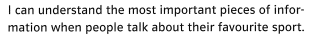 I can understand the most important pieces of infor-
mation when people talk about their favourite sport.